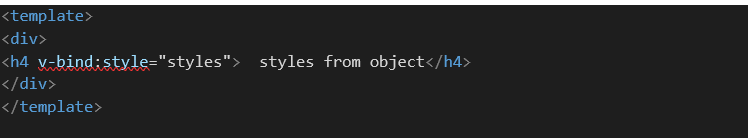 <template>
<div>
<h4 v-bind:style="styles">  styles from object</h4>
</div>
</template>